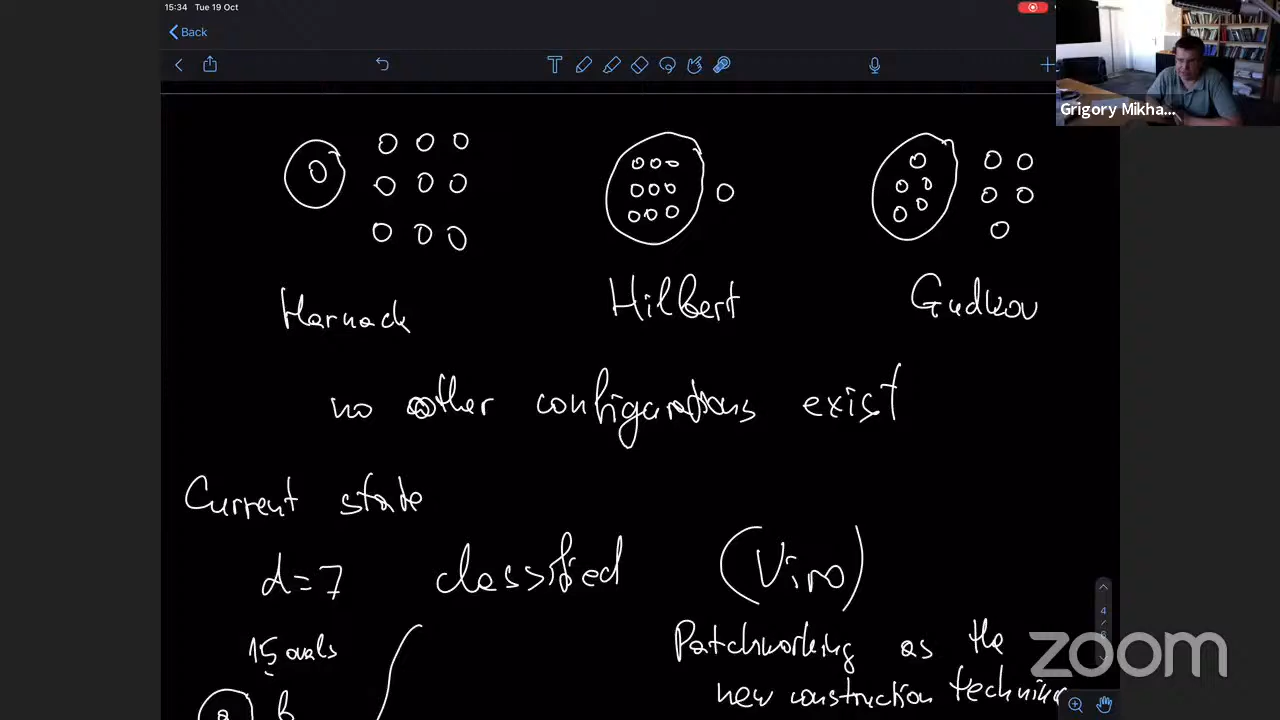 15:34 Tue 19 Oct
Back
Grigory Mikha...
Harnack
Hilbert
Gudkov
no other configurations exist
Current state
d=7 classified (Viro)
15 ovals
Patchworking as the
new construction technique
a b
4
zoom